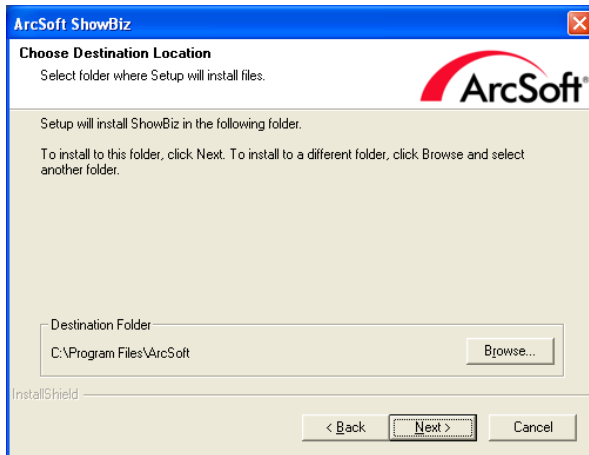 ArcSoft ShowBiz
Choose Destination Location
Select folder where Setup will install files.
ArcSoft®
Setup will install ShowBiz in the following folder.
To install to this folder, click Next. To install to a different folder, click Browse and select
another folder.
Destination Folder
C:\Program Files\ArcSoft
Browse...
InstallShield
< Back
Next >
Cancel